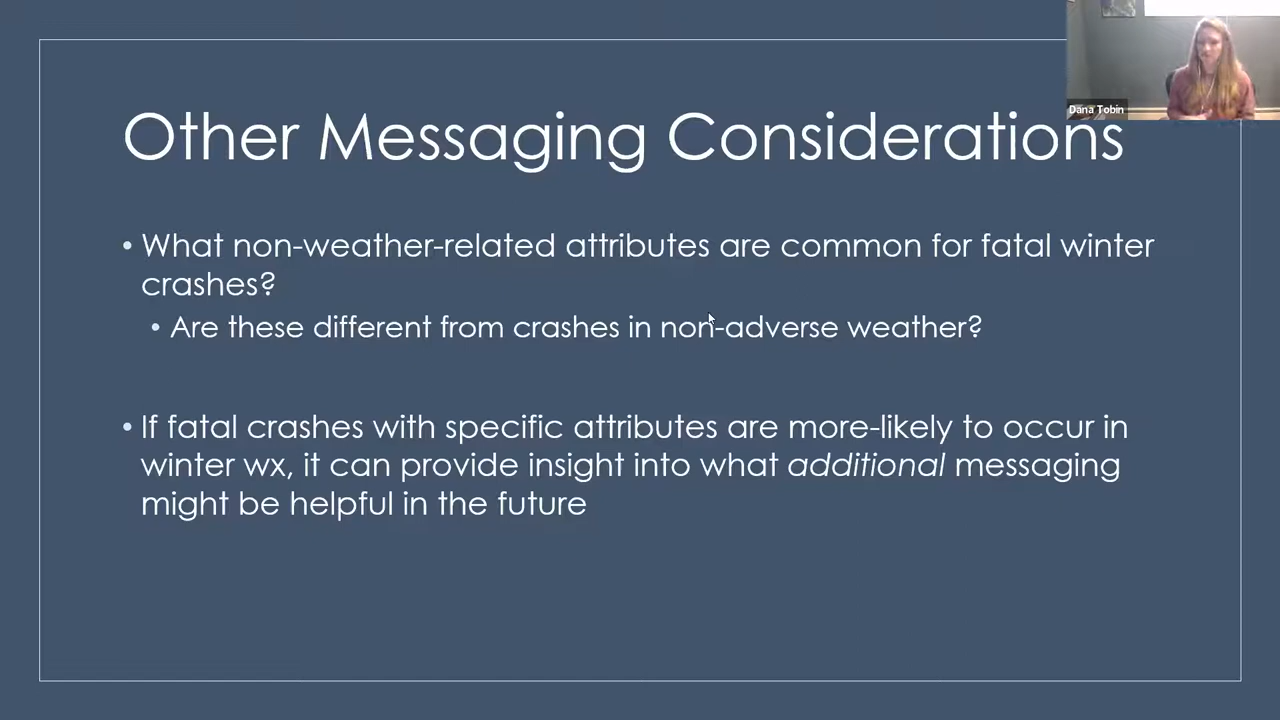 Dana Tobin
Other Messaging Considerations
• What non-weather-related attributes are common for fatal winter
crashes?
• Are these different from crashes in non-adverse weather?
• If fatal crashes with specific attributes are more-likely to occur in
winter wx, it can provide insight into what additional messaging
might be helpful in the future